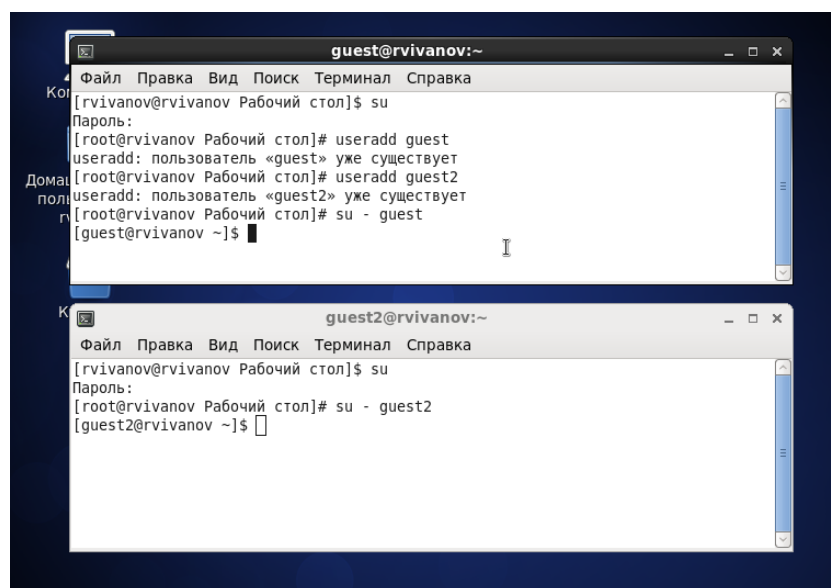 guest@rvivanov:~
Файл Правка Вид Поиск Терминал Справка
[rvivanov@rvivanov Рабочий стол]$ su
Пароль:
[root@rvivanov Рабочий стол]# useradd guest
useradd: пользователь «guest» уже существует
[root@rvivanov Рабочий стол]# useradd guest2
useradd: пользователь «guest2» уже существует
[root@rvivanov Рабочий стол]# su - guest
[guest@rvivanov ~]$
guest2@rvivanov:~
Файл Правка Вид Поиск Терминал Справка
[rvivanov@rvivanov Рабочий стол]$ su
Пароль:
[root@rvivanov Рабочий стол]# su - guest2
[guest2@rvivanov ~]$